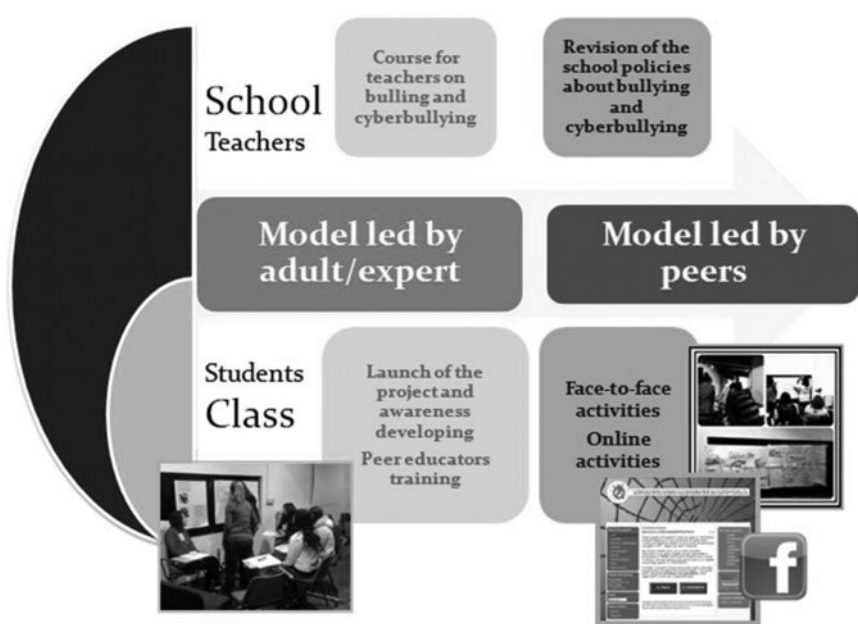 School
Teachers
Course for
teachers on
bulling and
cyberbullying
Revision of the
school policies
about bullying
and
cyberbullying
Model led by
adult/expert
Model led by
peers
Students
Class
Launch of the
project and
awareness
developing
Peer educators
training
Face-to-face
activities
Online
activities
f